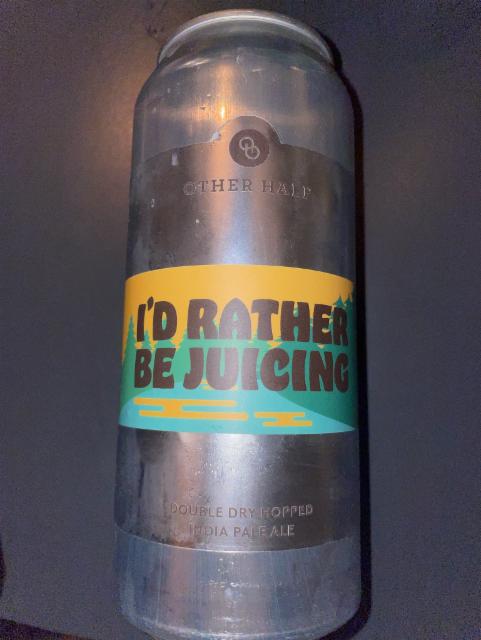 OTHER HALF
I'D RATHER
BE JUICING
DOUBLE DRY HOPPED
INDIA PALE ALE